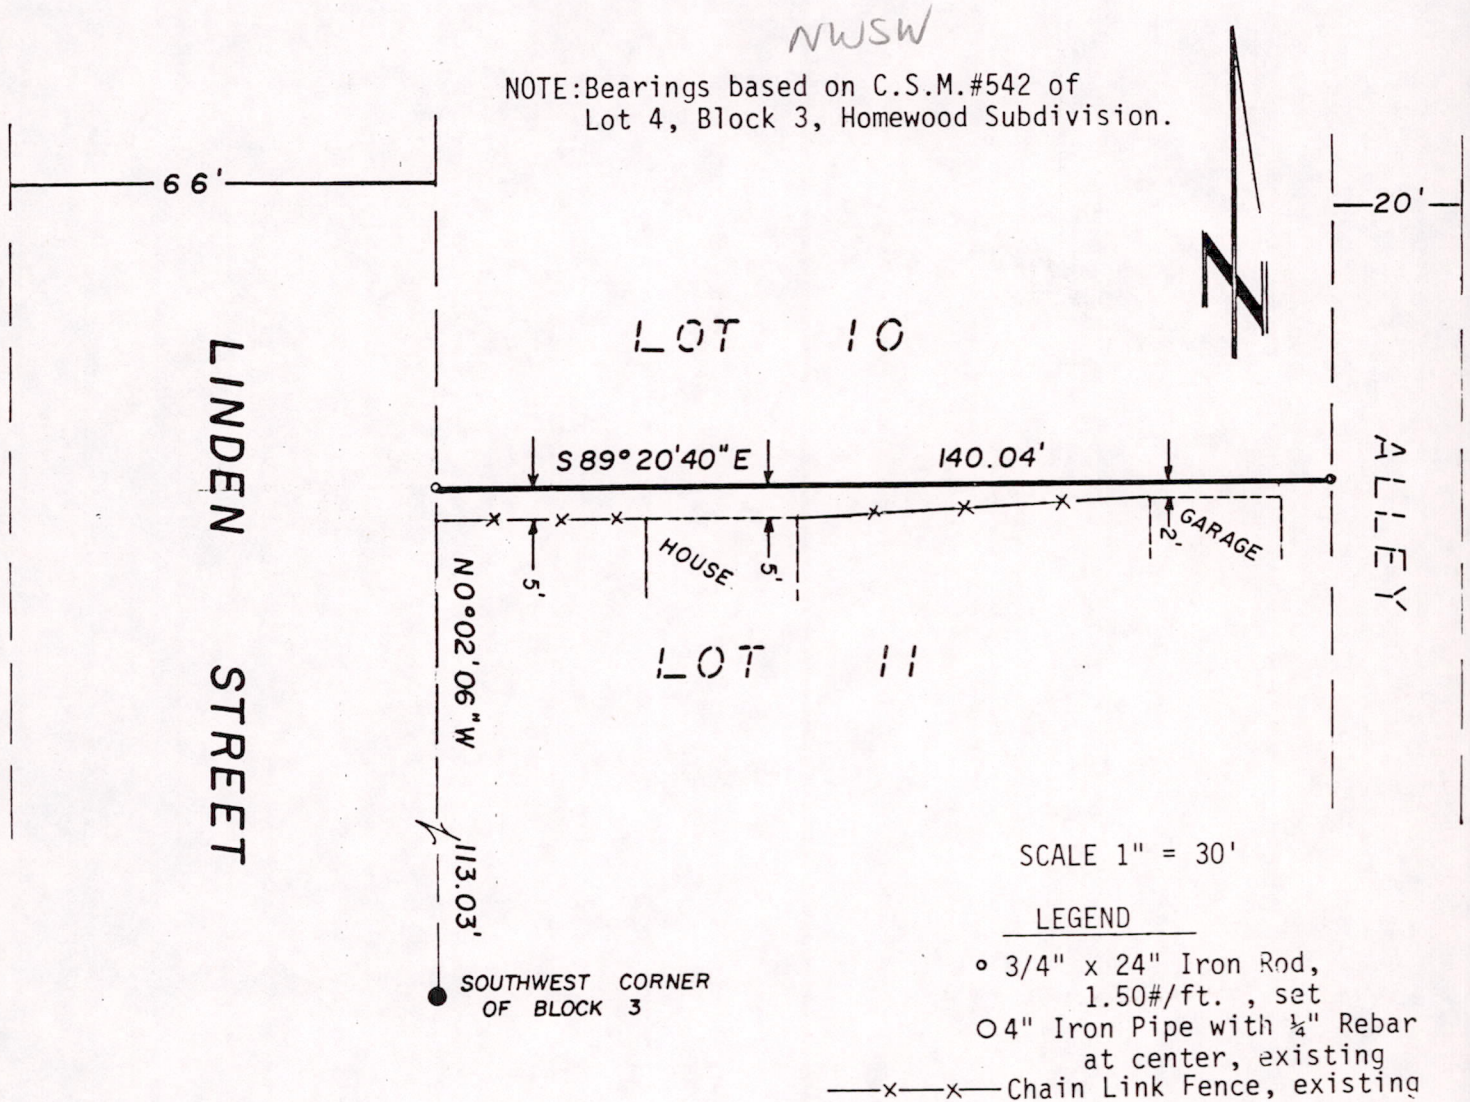 NWSW
NOTE:Bearings based on C.S.M.#542 of
Lot 4, Block 3, Homewood Subdivision.
66'
20'
N
LOT 10
LINDEN STREET
ALLEY
S89°20'40"E 140.04'
HOUSE
GARAGE
5'
5'
2'
N0°02'06"W
113.03'
LOT 11
SOUTHWEST CORNER
OF BLOCK 3
SCALE 1" = 30'
LEGEND
3/4" x 24" Iron Rod,
1.50#/ft. , set
4" Iron Pipe with ¼" Rebar
at center, existing
—x—x— Chain Link Fence, existing